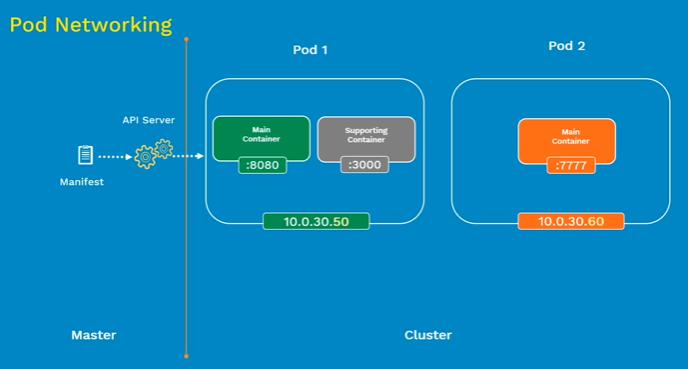 Pod Networking
Pod 1
Pod 2
API Server
Manifest
Main
Container
:8080
Supporting
Container
:3000
10.0.30.50
Main
Container
:7777
10.0.30.60
Master
Cluster